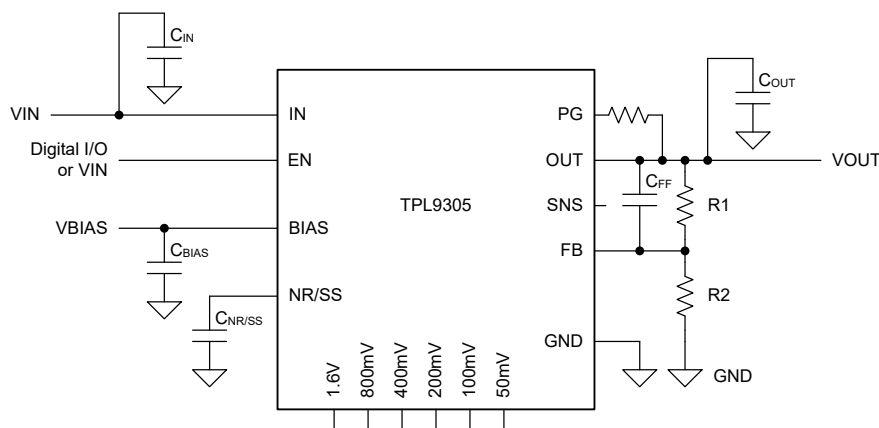 CIN
COUT
VIN
IN
PG
Digital I/O
or VIN
EN
OUT
VOUT
CFF
TPL9305
SNS
R1
VBIAS
BIAS
FB
CBIAS
NR/SS
R2
CNR/SS
GND
GND
1.6V
800mV
400mV
200mV
100mV
50mV